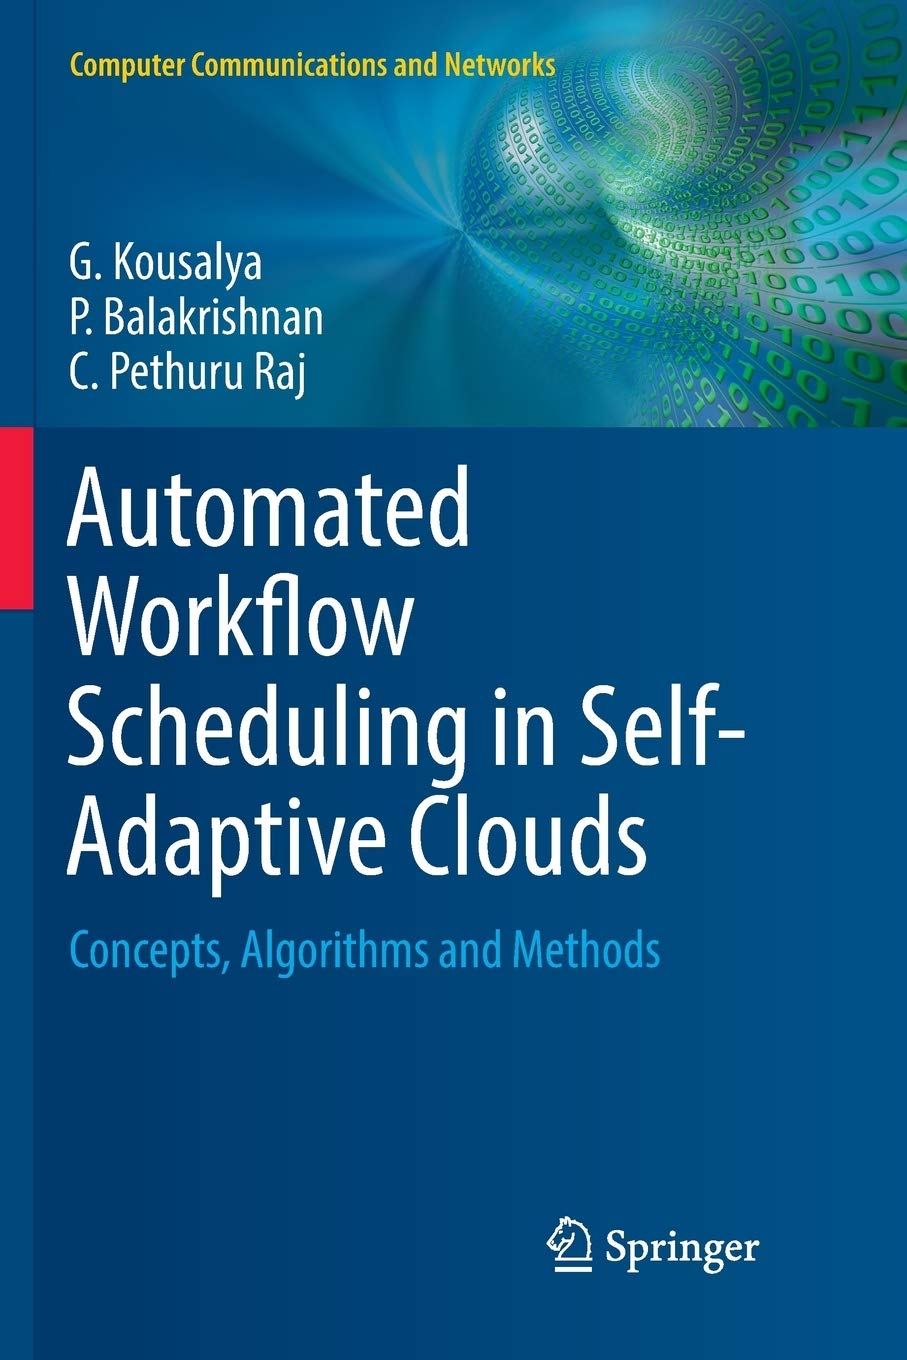 Computer Communications and Networks
G. Kousalya
P. Balakrishnan
C. Pethuru Raj
Automated
Workflow
Scheduling in Self-
Adaptive Clouds
Concepts, Algorithms and Methods
Springer